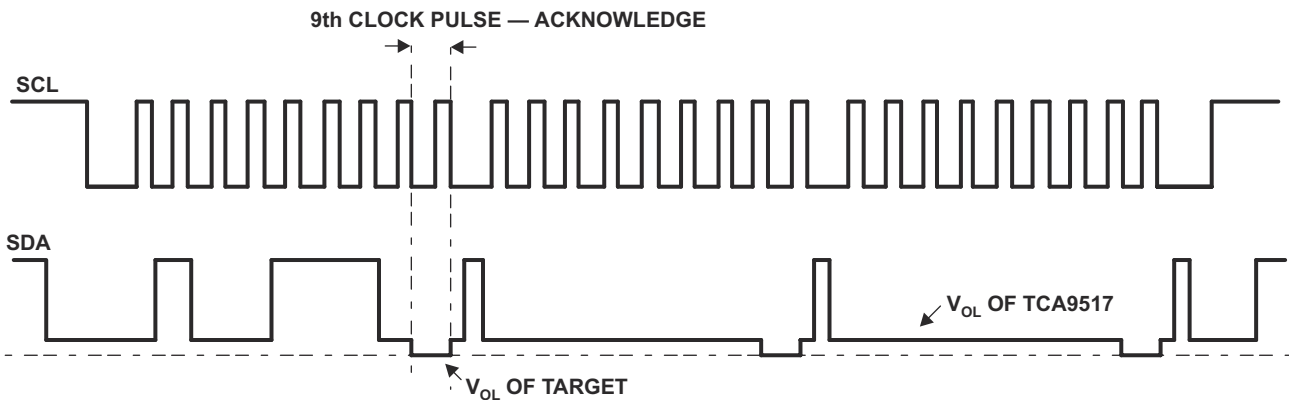 9th CLOCK PULSE — ACKNOWLEDGE
SCL
SDA
VOL OF TCA9517
VOL OF TARGET